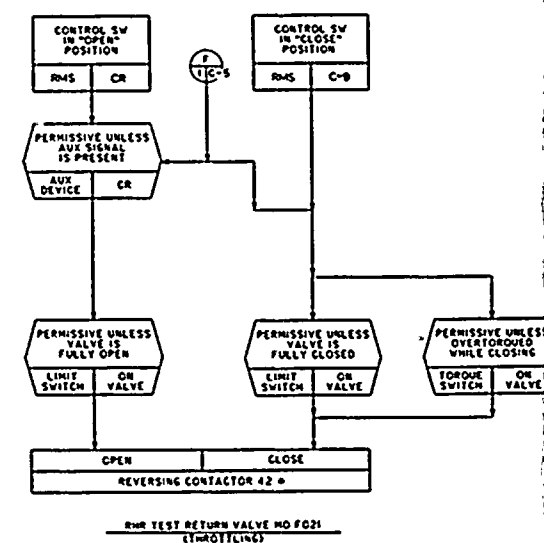 CONTROL SW
IN "OPEN"
POSITION
RMS CR
F
1 C-5
CONTROL SW
IN "CLOSE"
POSITION
RMS C-9
PERMISSIVE UNLESS
AUX SIGNAL
IS PRESENT
AUX
DEVICE
CR
PERMISSIVE UNLESS
VALVE IS
FULLY OPEN
LIMIT
SWITCH
ON
VALVE
PERMISSIVE UNLESS
VALVE IS
FULLY CLOSED
LIMIT
SWITCH
ON
VALVE
PERMISSIVE UNLESS
OVERTORQUED
WHILE CLOSING
TORQUE
SWITCH
ON
VALVE
OPEN CLOSE
REVERSING CONTACTOR 42
RHR TEST RETURN VALVE MO F021
(THROTTLING)